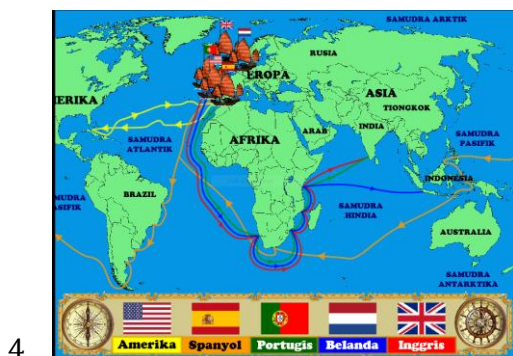 SAMUDRA ARKTIK
RUSIA
EROPA
ASIA
TIONGKOK
MERIKA
ARAB
INDIA
SAMUDRA
ATLANTIK
AFRIKA
SAMUDRA
PASIFIK
INDONESIA
BRAZIL
SAMUDRA
HINDIA
AUSTRALIA
SAMUDRA
ANTARKTIKA
Amerika Spanyol Portugis Belanda Inggris
4